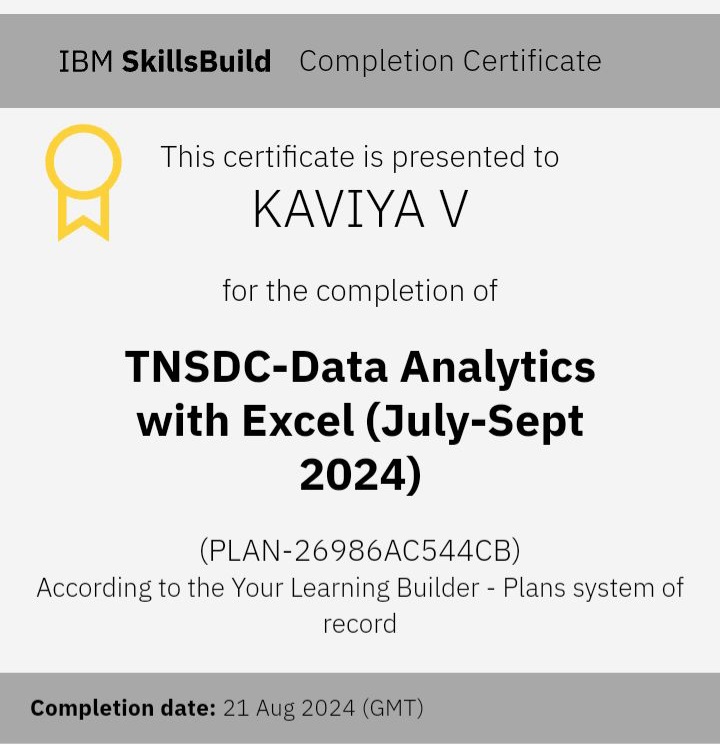 IBM SkillsBuild Completion Certificate
This certificate is presented to
KAVIYA V
for the completion of
TNSDC-Data Analytics
with Excel (July-Sept
2024)
(PLAN-26986AC544CB)
According to the Your Learning Builder - Plans system of
record
Completion date: 21 Aug 2024 (GMT)